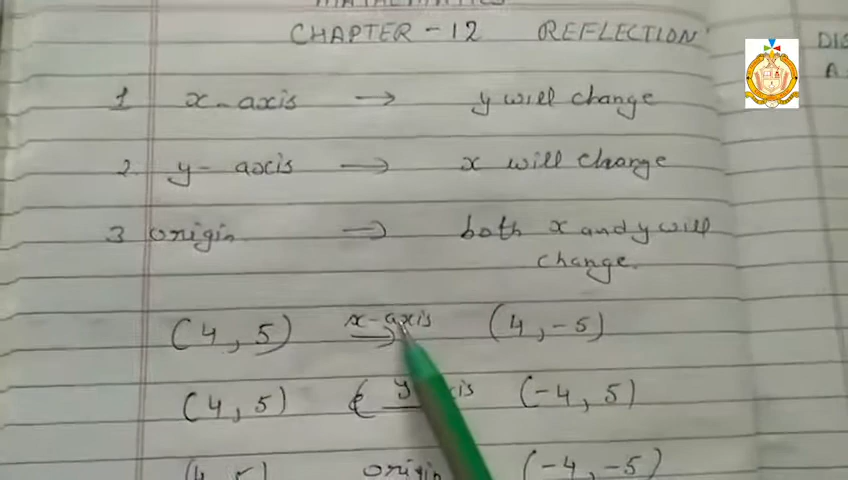 MATHEMATICS
CHAPTER - 12 REFLECTION
1 x-axis → y will change
2. y- axis → x will change
3 origin → both x and y will
change.
(4, 5) x-axis → (4, -5)
(4, 5) y (-4, 5)
origin (-4, -5)